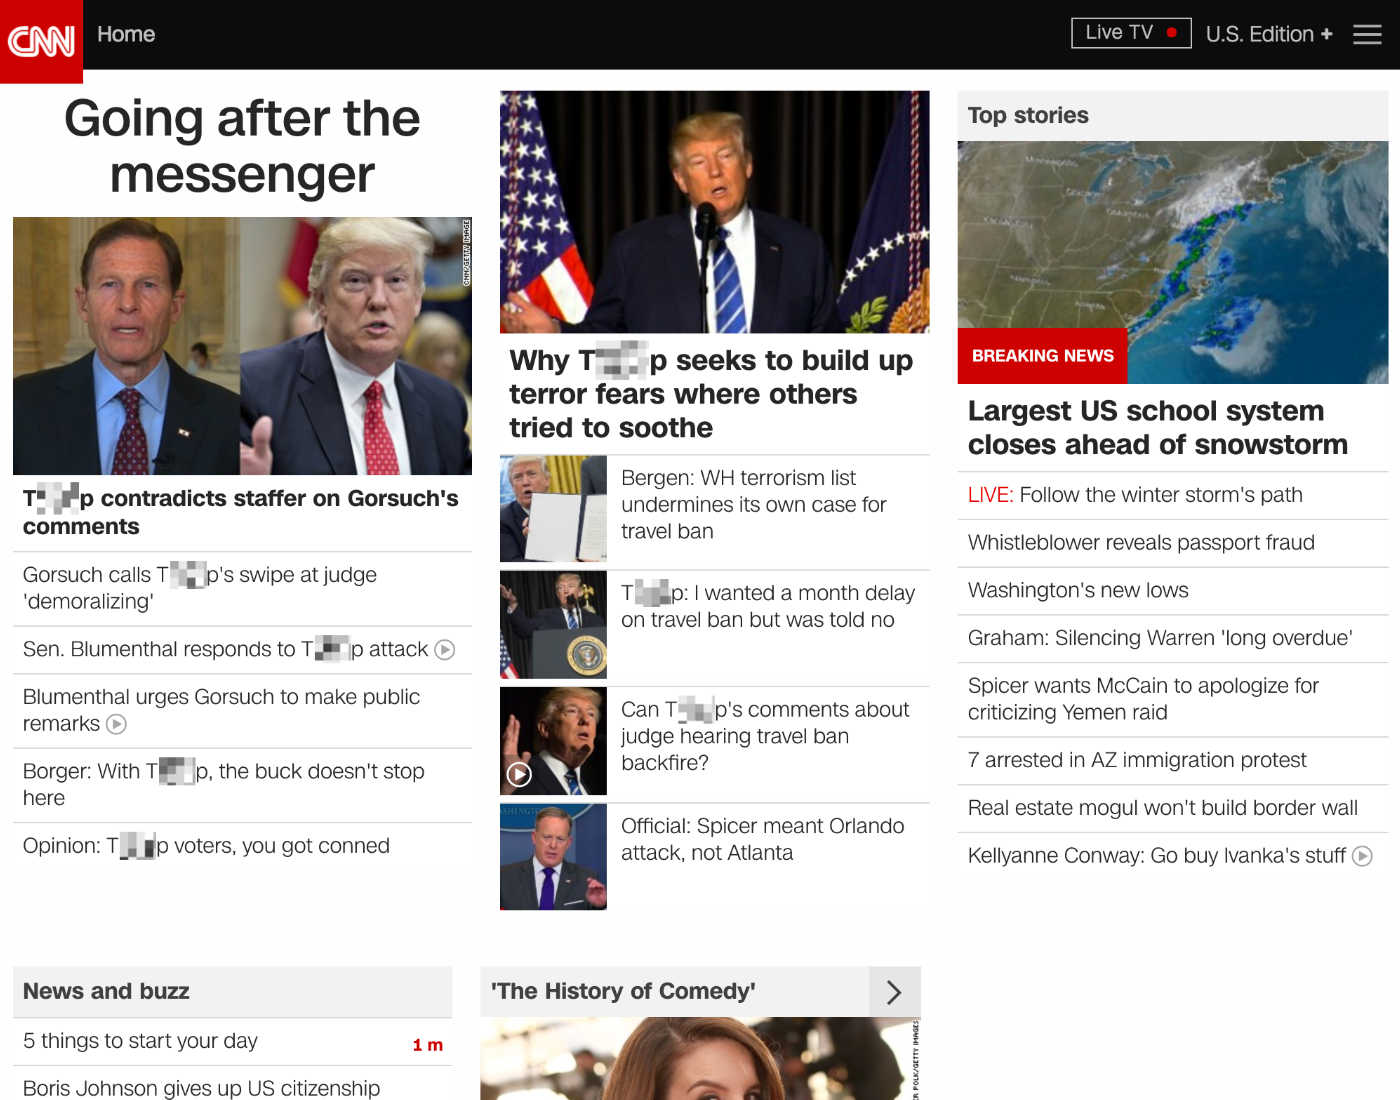 CNN
Home
Live TV
U.S. Edition +
Going after the
messenger
CNN/GETTY IMAGE
contradicts staffer on Gorsuch's
comments
Gorsuch calls swipe at judge
'demoralizing'
Sen. Blumenthal responds to attack
Blumenthal urges Gorsuch to make public
remarks
Borger: With the buck doesn't stop
here
Opinion: voters, you got conned
Why seeks to build up
terror fears where others
tried to soothe
Bergen: WH terrorism list
undermines its own case for
travel ban
I wanted a month delay
on travel ban but was told no
Can comments about
judge hearing travel ban
backfire?
Official: Spicer meant Orlando
attack, not Atlanta
Top stories
BREAKING NEWS
Largest US school system
closes ahead of snowstorm
LIVE: Follow the winter storm's path
Whistleblower reveals passport fraud
Washington's new lows
Graham: Silencing Warren 'long overdue'
Spicer wants McCain to apologize for
criticizing Yemen raid
7 arrested in AZ immigration protest
Real estate mogul won't build border wall
Kellyanne Conway: Go buy Ivanka's stuff
News and buzz
5 things to start your day
1 m
Boris Johnson gives up US citizenship
'The History of Comedy'
POLK/GETTY IMAGES